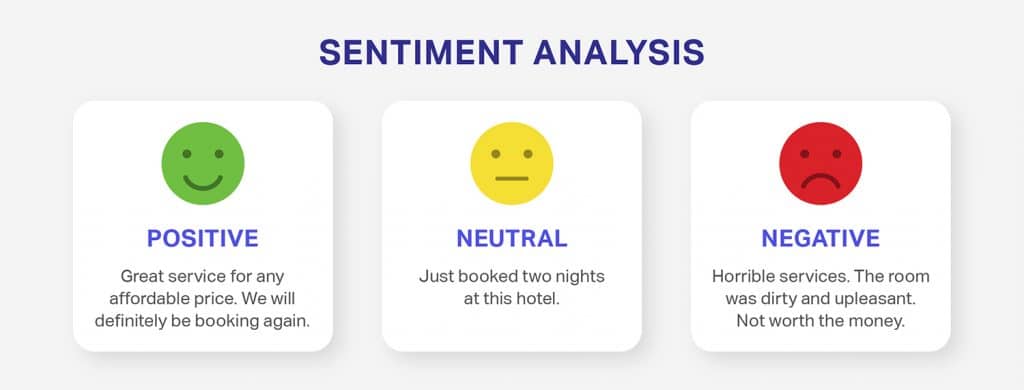 SENTIMENT ANALYSIS
POSITIVE
Great service for any
affordable price. We will
definitely be booking again.
NEUTRAL
Just booked two nights
at this hotel.
NEGATIVE
Horrible services. The room
was dirty and upleasant.
Not worth the money.